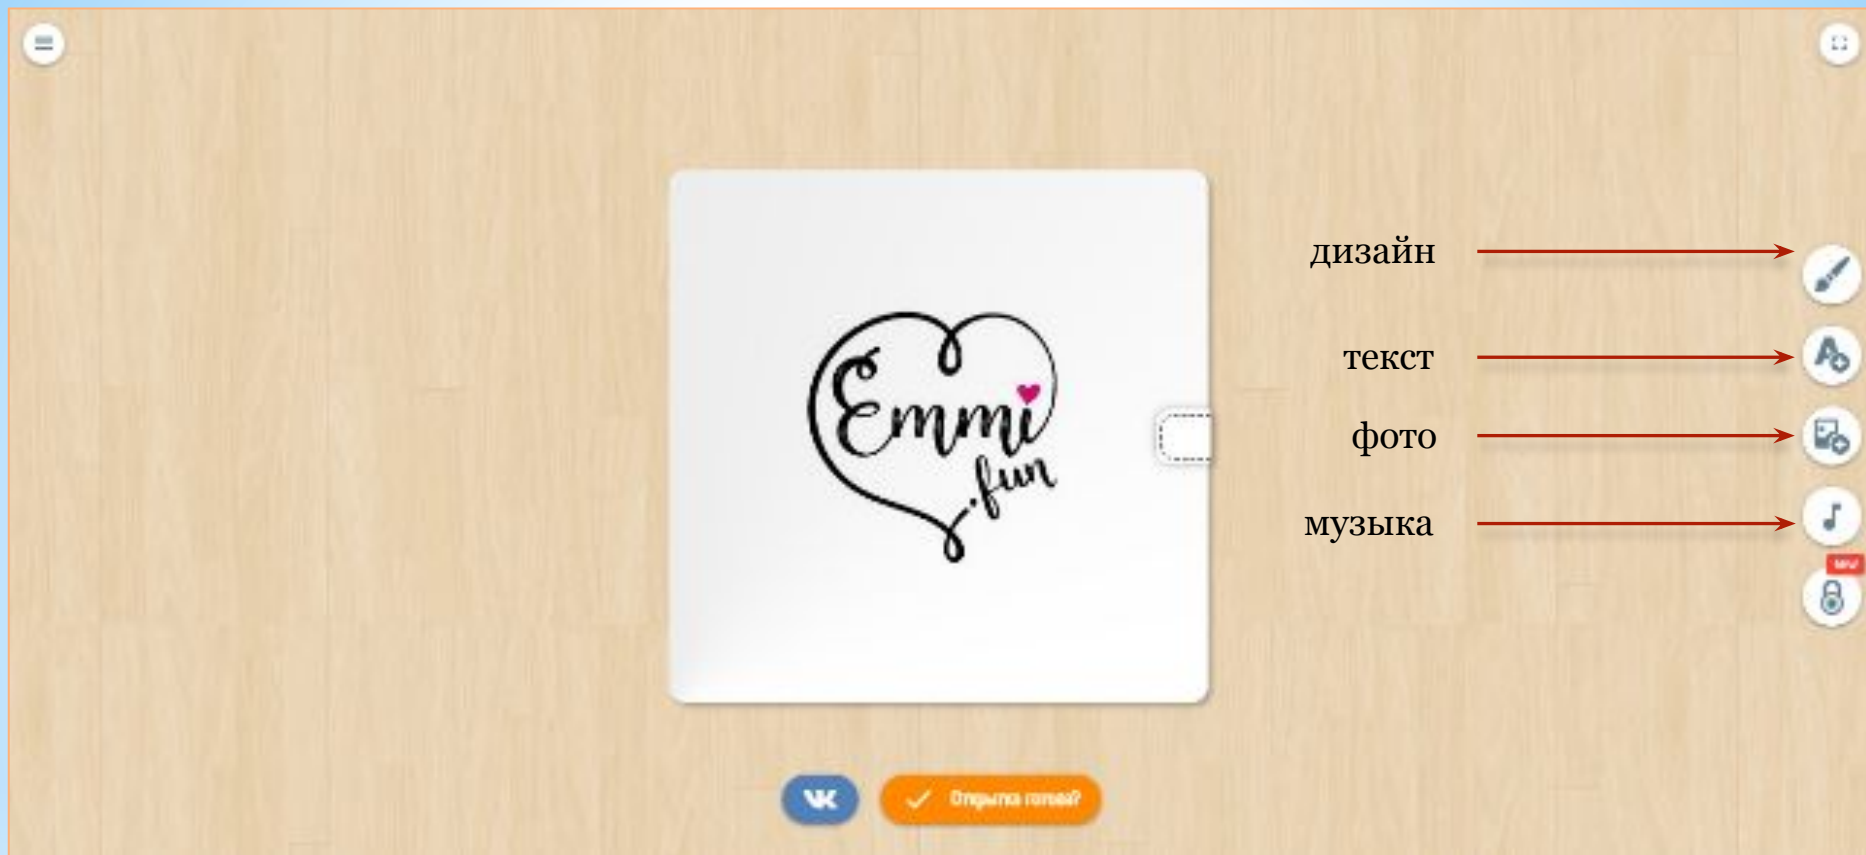 дизайн
текст
Emmi
.fun
фото
музыка
Открытка готова?